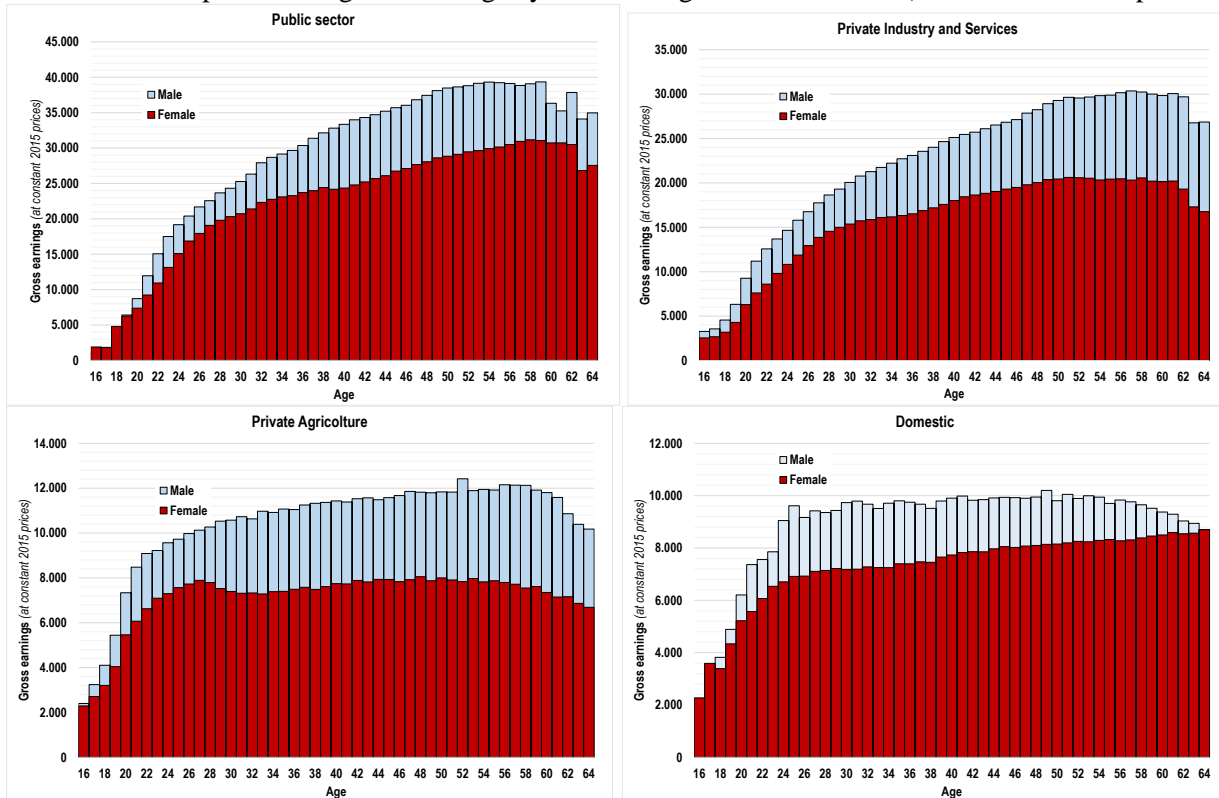 Public sector
45.000
40.000
35.000
30.000
25.000
20.000
15.000
10.000
5.000
0
Gross earnings (at constant 2015 prices)
Male
Female
16 18 20 22 24 26 28 30 32 34 36 38 40 42 44 46 48 50 52 54 56 58 60 62 64
Age
Private Industry and Services
35.000
30.000
25.000
20.000
15.000
10.000
5.000
0
Gross earnings (at constant 2015 prices)
Male
Female
16 18 20 22 24 26 28 30 32 34 36 38 40 42 44 46 48 50 52 54 56 58 60 62 64
Age
Private Agricolture
14.000
12.000
10.000
8.000
6.000
4.000
2.000
0
Gross earnings (at constant 2015 prices)
Male
Female
16 18 20 22 24 26 28 30 32 34 36 38 40 42 44 46 48 50 52 54 56 58 60 62 64
Age
Domestic
12.000
10.000
8.000
6.000
4.000
2.000
0
Gross earnings (at constant 2015 prices)
Male
Female
16 18 20 22 24 26 28 30 32 34 36 38 40 42 44 46 48 50 52 54 56 58 60 62 64
Age